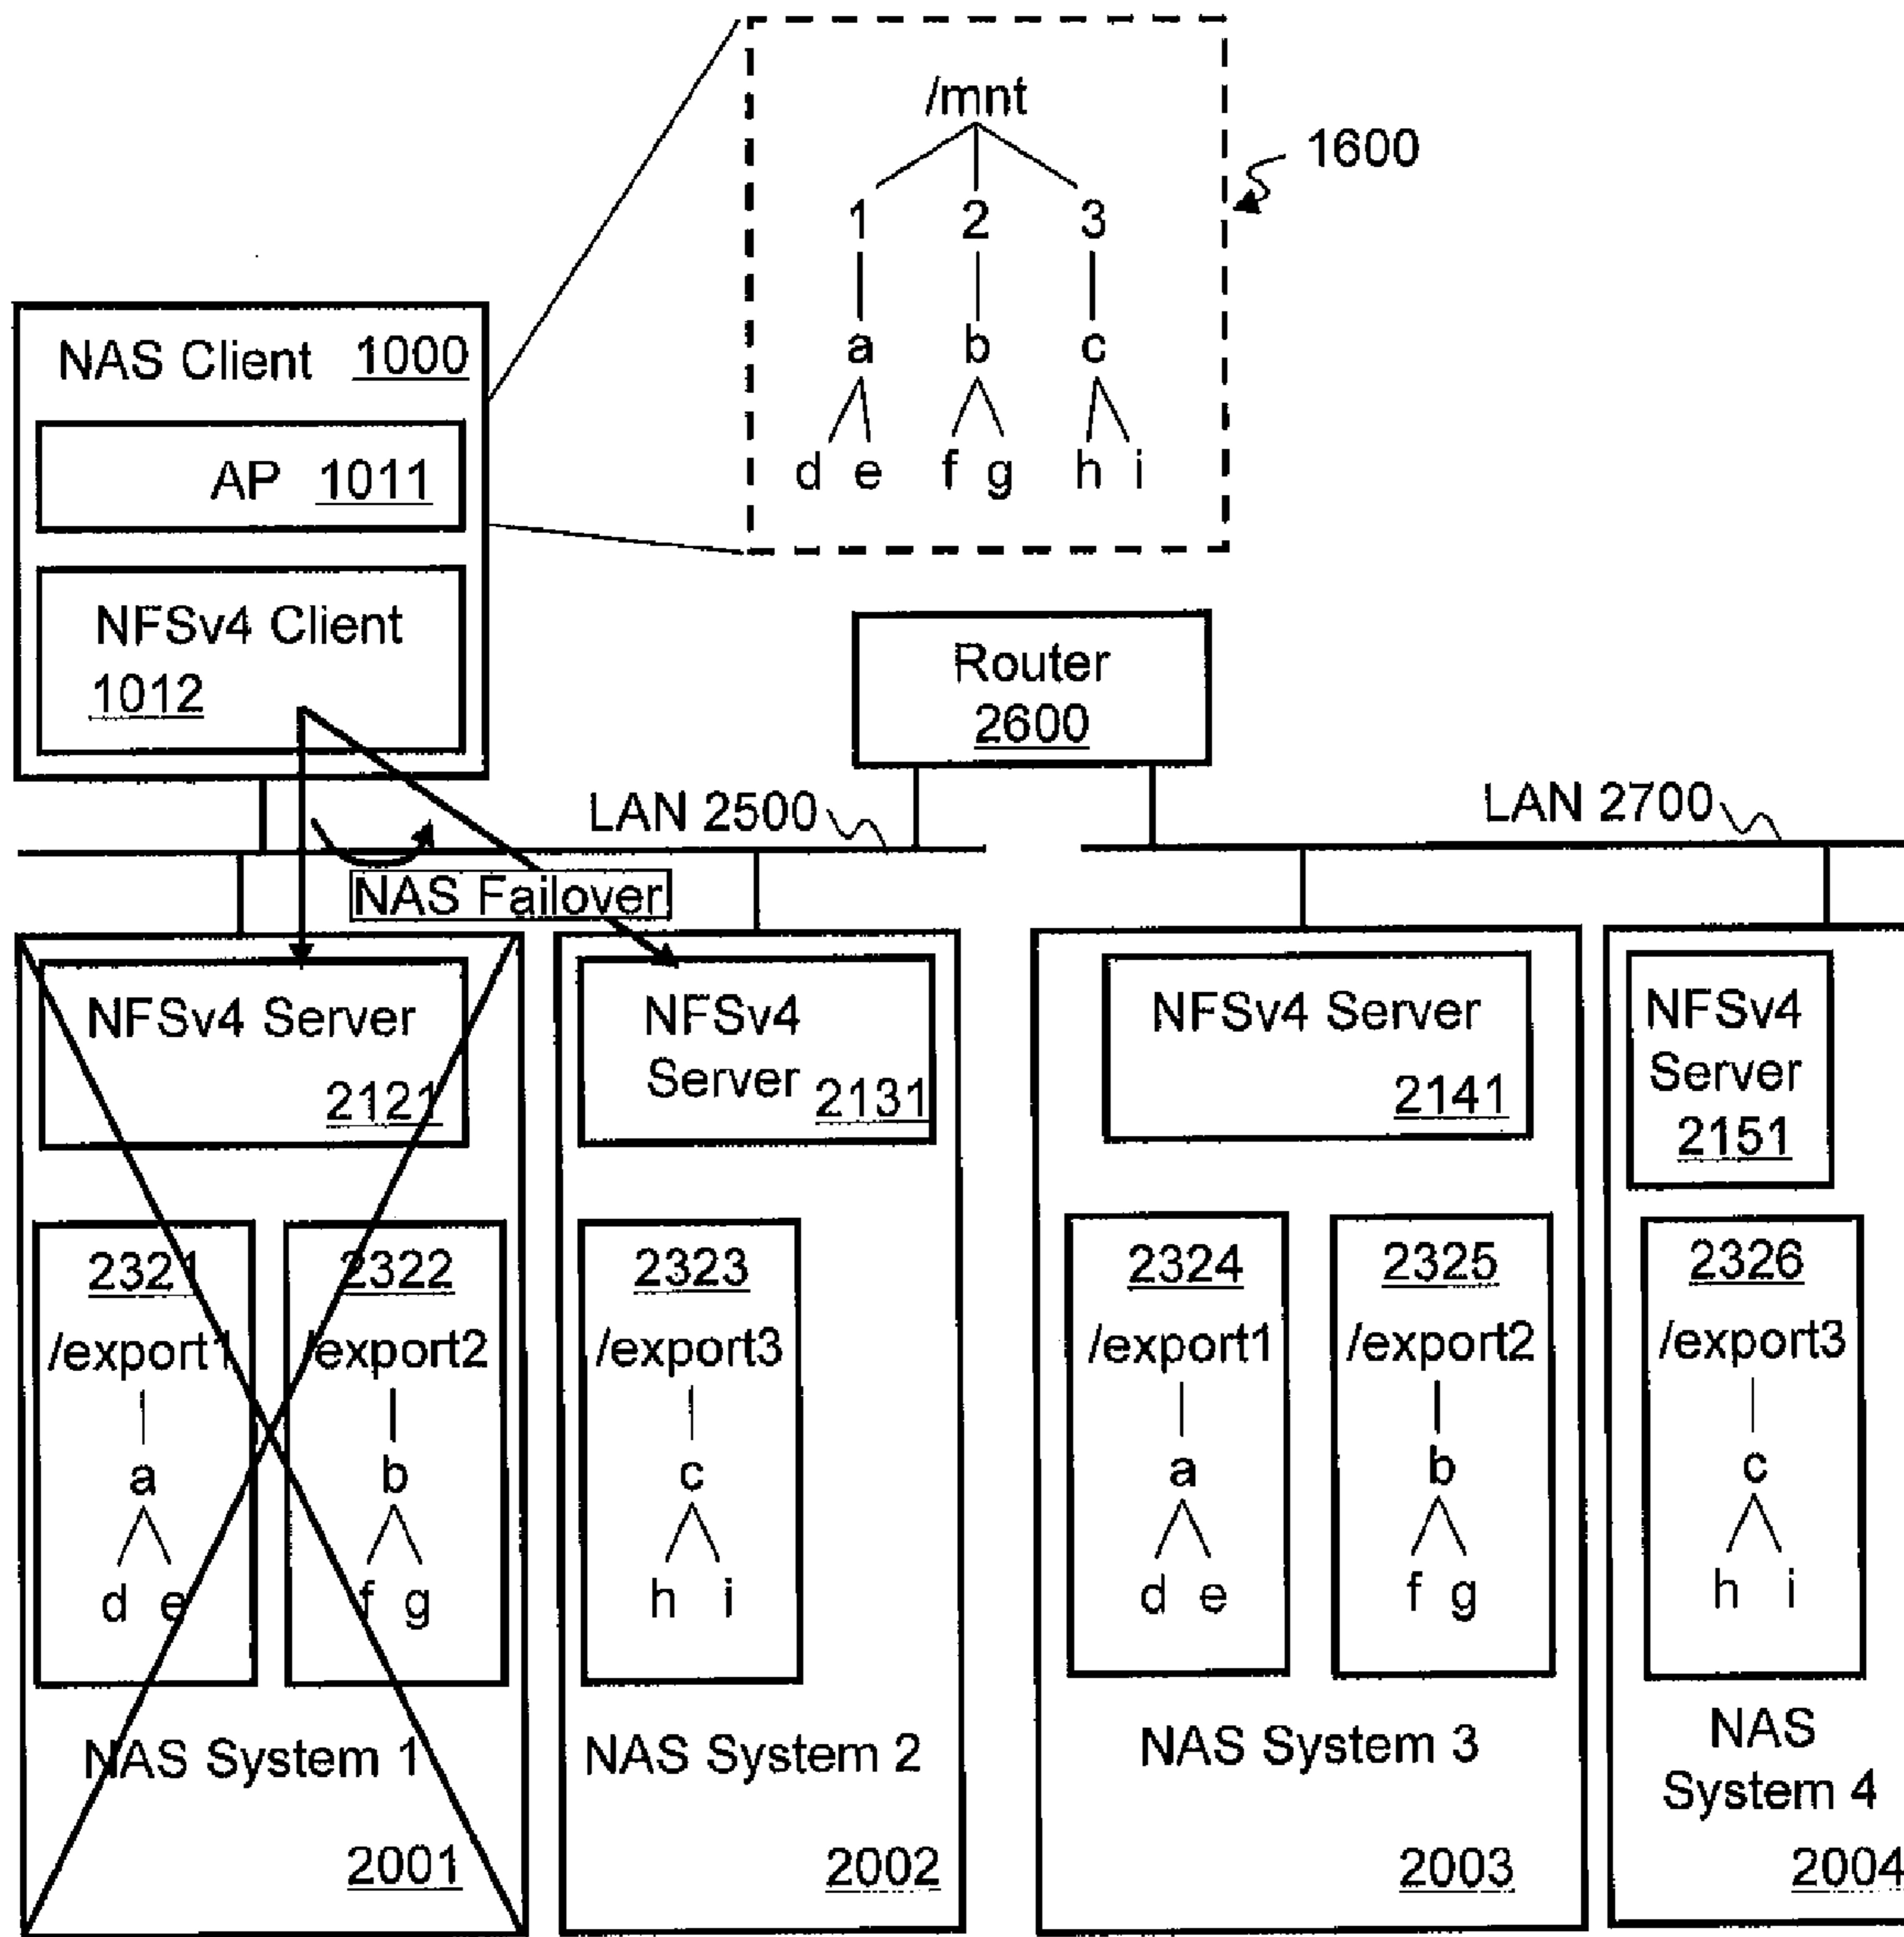 /mnt
1600
1 2 3
a b c
d e f g h i
NAS Client 1000
AP 1011
NFSv4 Client
1012
Router
2600
LAN 2500
LAN 2700
NAS Failover
NFSv4 Server
2121
NFSv4
Server 2131
NFSv4 Server
2141
NFSv4
Server
2151
2321
/export1
a
d e
2322
/export2
b
f g
NAS System 1
2001
2323
/export3
c
h i
NAS System 2
2002
2324
/export1
a
d e
2325
/export2
b
f g
NAS System 3
2003
2326
/export3
c
h i
NAS
System 4
2004